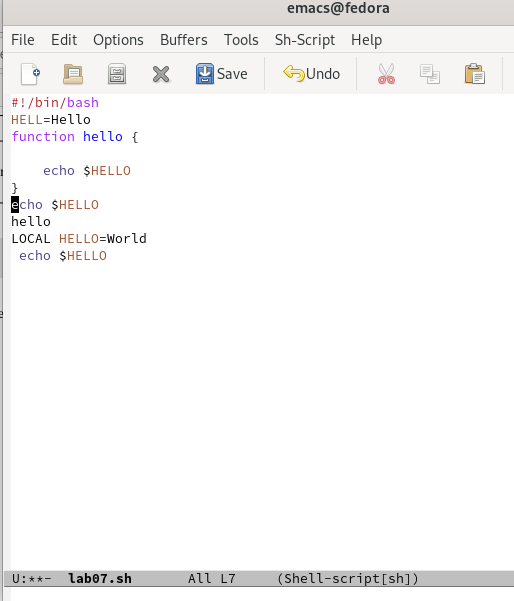 emacs@fedora
File Edit Options Buffers Tools Sh-Script Help
Save Undo
#!/bin/bash
HELL=Hello
function hello {
    echo $HELLO
}
echo $HELLO
hello
LOCAL HELLO=World
 echo $HELLO
U:**- lab07.sh All L7 (Shell-script[sh])